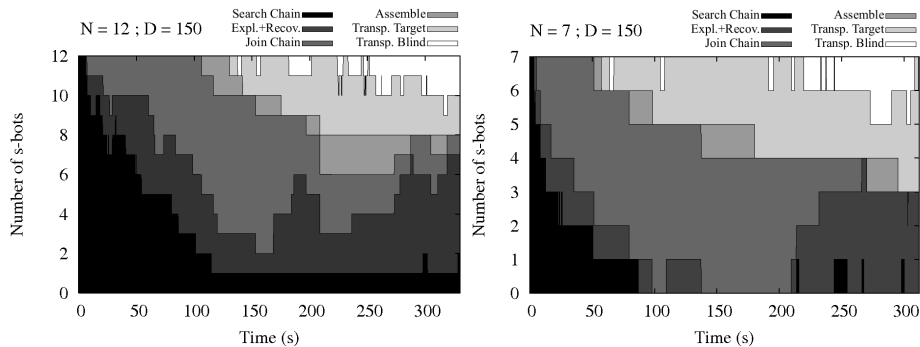 N = 12 ; D = 150
Search Chain
Expl.+Recov.
Join Chain
Assemble
Transp. Target
Transp. Blind
Number of s-bots
12
10
8
6
4
2
0
0 50 100 150 200 250 300
Time (s)
N = 7 ; D = 150
Search Chain
Expl.+Recov.
Join Chain
Assemble
Transp. Target
Transp. Blind
Number of s-bots
7
6
5
4
3
2
1
0
0 50 100 150 200 250 300
Time (s)